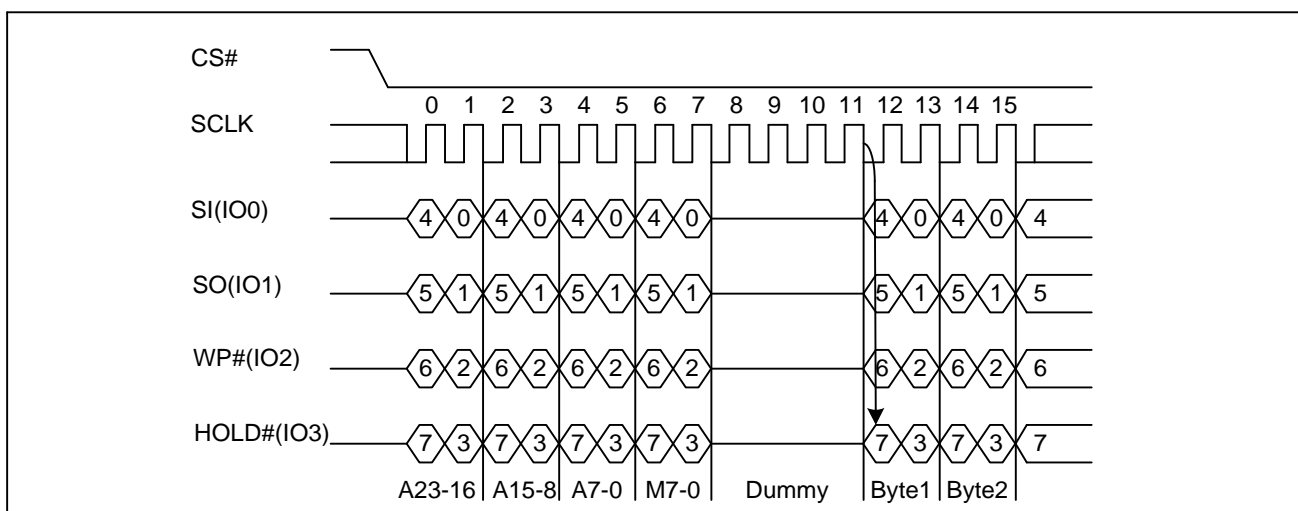 CS#
0 1 2 3 4 5 6 7 8 9 10 11 12 13 14 15
SCLK
SI(IO0) 4 0 4 0 4 0 4 0 4 0 4 0 4
SO(IO1) 5 1 5 1 5 1 5 1 5 1 5 1 5
WP#(IO2) 6 2 6 2 6 2 6 2 6 2 6 2 6
HOLD#(IO3) 7 3 7 3 7 3 7 3 7 3 7 3 7
A23-16 A15-8 A7-0 M7-0 Dummy Byte1 Byte2